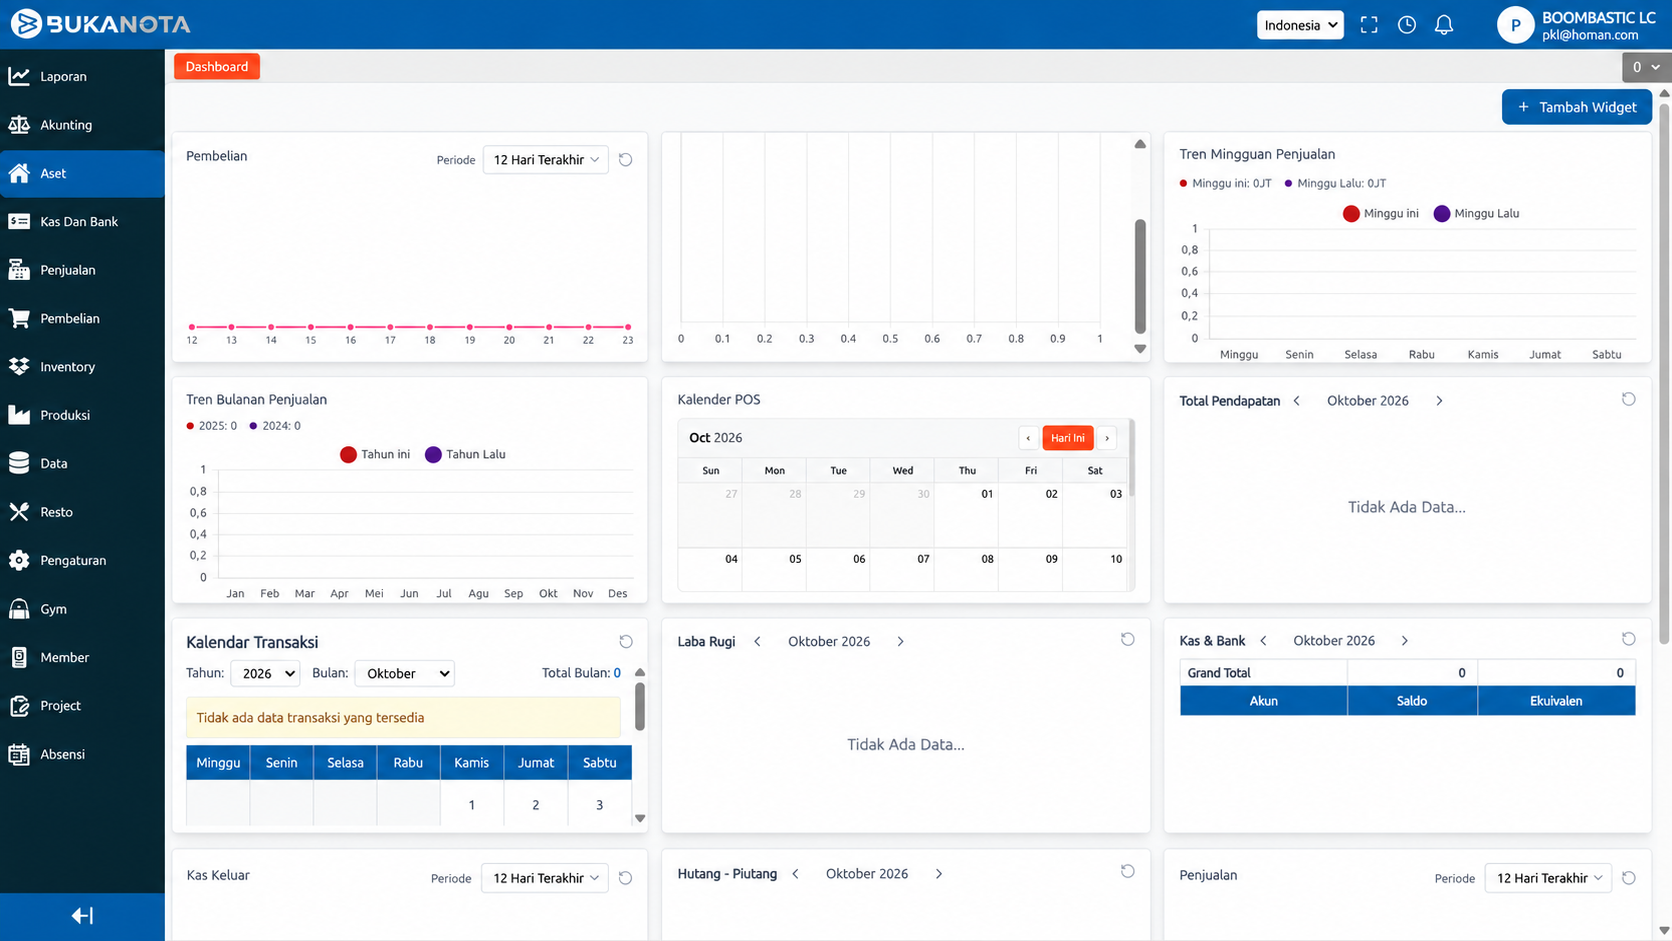 BUKANOTA
Indonesia
P
BOOMBASTIC LC
pkl@homan.com
Laporan
Akunting
Aset
Kas Dan Bank
Penjualan
Pembelian
Inventory
Produksi
Data
Resto
Pengaturan
Gym
Member
Project
Absensi
Dashboard
0
+ Tambah Widget
Pembelian
Periode 12 Hari Terakhir
12 13 14 15 16 17 18 19 20 21 22 23
0 0.1 0.2 0.3 0.4 0.5 0.6 0.7 0.8 0.9 1
Tren Mingguan Penjualan
Minggu ini: 0JT Minggu Lalu: 0JT
Minggu ini Minggu Lalu
1
0,8
0,6
0,4
0,2
0
Minggu Senin Selasa Rabu Kamis Jumat Sabtu
Tren Bulanan Penjualan
2025: 0 2024: 0
Tahun ini Tahun Lalu
1
0,8
0,6
0,4
0,2
0
Jan Feb Mar Apr Mei Jun Jul Agu Sep Okt Nov Des
Kalender POS
Oct 2026
Hari Ini
Sun Mon Tue Wed Thu Fri Sat
27 28 29 30 01 02 03
04 05 06 07 08 09 10
Total Pendapatan Oktober 2026
Tidak Ada Data...
Kalendar Transaksi
Tahun: 2026 Bulan: Oktober Total Bulan: 0
Tidak ada data transaksi yang tersedia
Minggu Senin Selasa Rabu Kamis Jumat Sabtu
1 2 3
Laba Rugi Oktober 2026
Tidak Ada Data...
Kas & Bank Oktober 2026
Grand Total 0 0
Akun Saldo Ekuivalen
Kas Keluar
Periode 12 Hari Terakhir
Hutang - Piutang Oktober 2026
Penjualan
Periode 12 Hari Terakhir